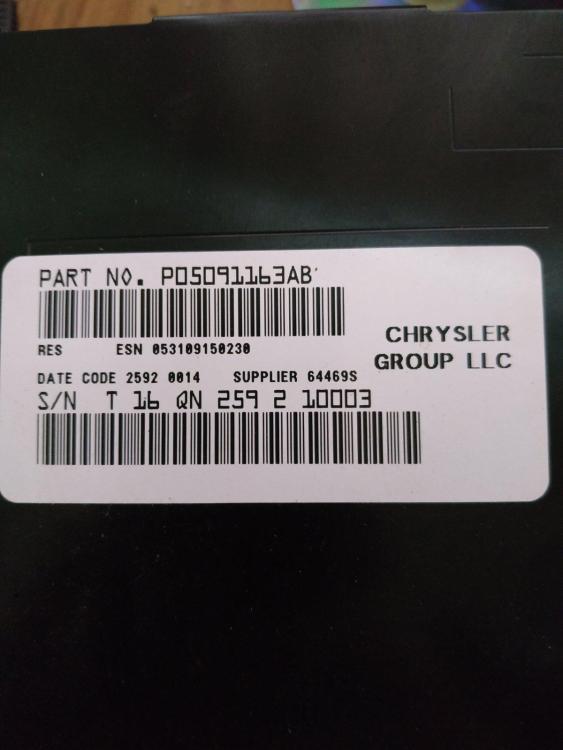 PART NO. P05091163AB
RES ESN 053109150230
CHRYSLER
GROUP LLC
DATE CODE 2592 0014 SUPPLIER 64469S
S/N T 16 QN 259 2 10003